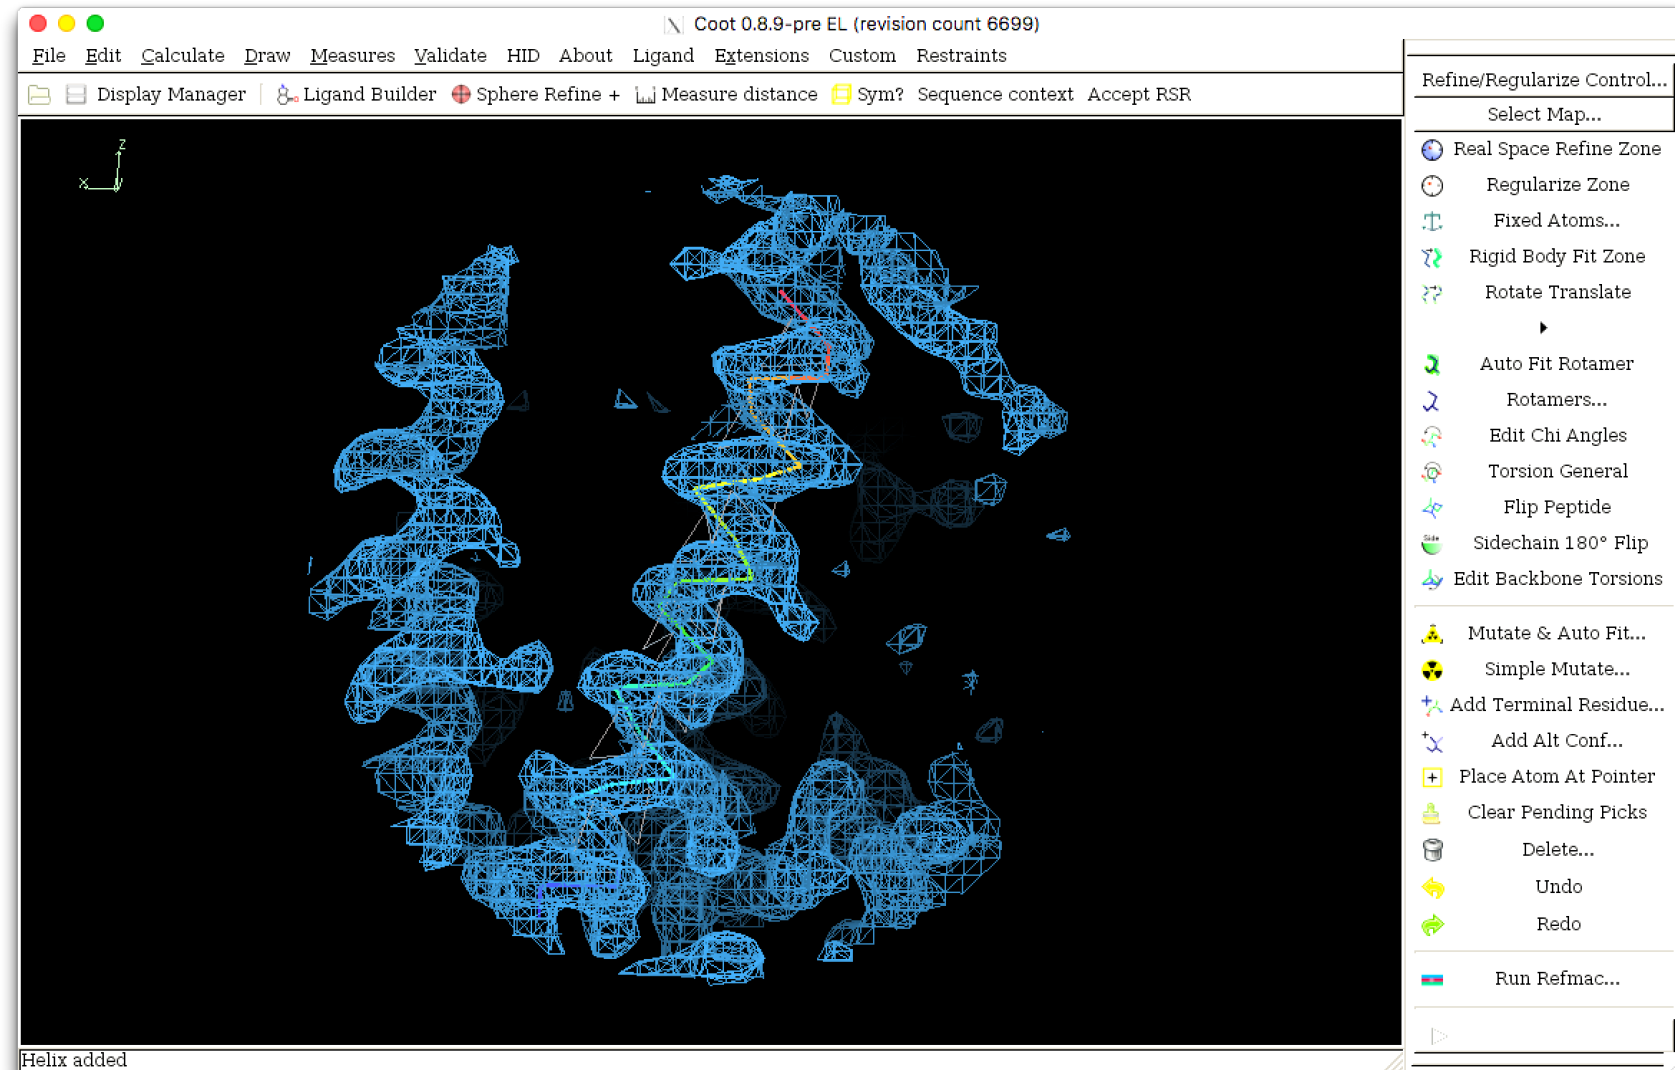 Coot 0.8.9-pre EL (revision count 6699)
File Edit Calculate Draw Measures Validate HID About Ligand Extensions Custom Restraints
Display Manager Ligand Builder Sphere Refine + Measure distance Sym? Sequence context Accept RSR
Z
X
Refine/Regularize Control...
Select Map...
Real Space Refine Zone
Regularize Zone
Fixed Atoms...
Rigid Body Fit Zone
Rotate Translate
Auto Fit Rotamer
Rotamers...
Edit Chi Angles
Torsion General
Flip Peptide
Side
Sidechain 180° Flip
Edit Backbone Torsions
Mutate & Auto Fit...
Simple Mutate...
Add Terminal Residue...
Add Alt Conf...
Place Atom At Pointer
Clear Pending Picks
Delete...
Undo
Redo
Run Refmac...
Helix added